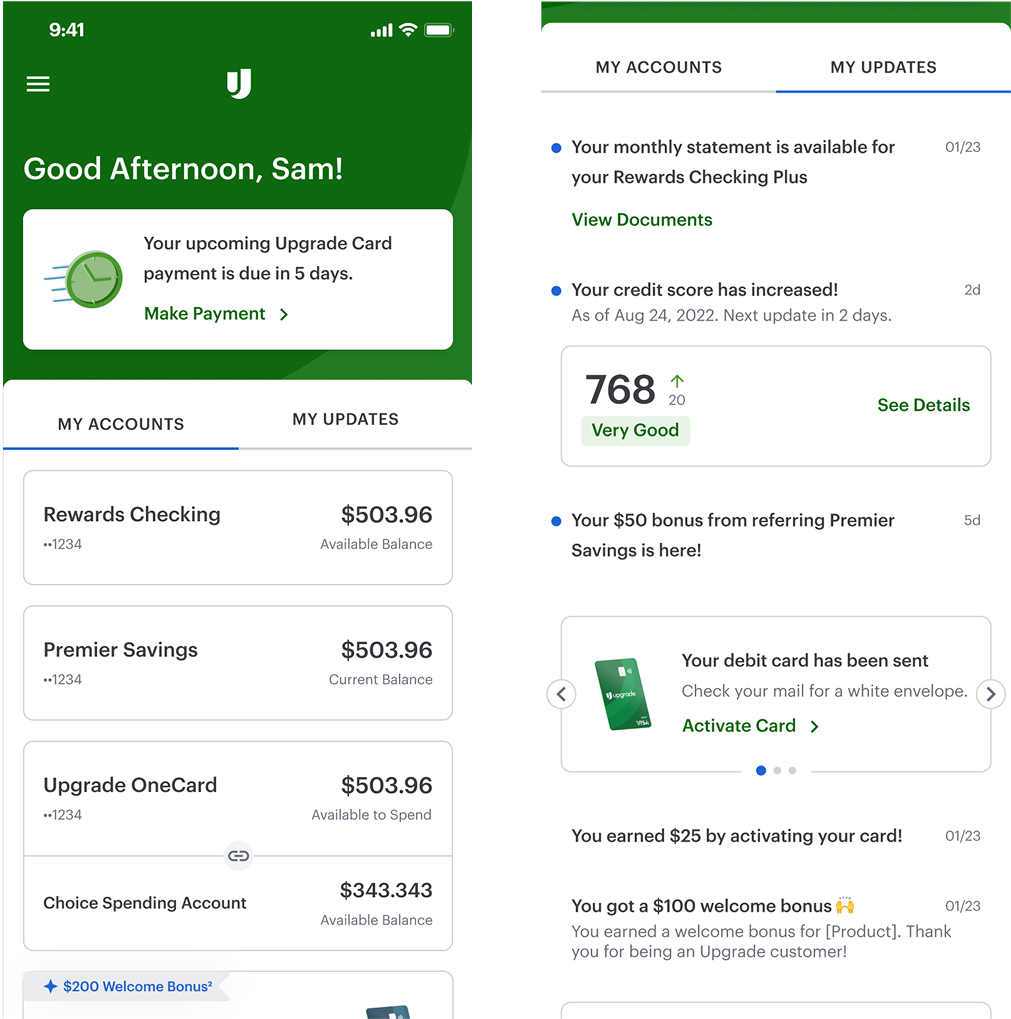 9:41
Good Afternoon, Sam!
Your upcoming Upgrade Card
payment is due in 5 days.
Make Payment
MY ACCOUNTS
MY UPDATES
Rewards Checking
$503.96
••1234
Available Balance
Premier Savings
$503.96
••1234
Current Balance
Upgrade OneCard
$503.96
••1234
Available to Spend
Choice Spending Account
$343.343
Available Balance
$200 Welcome Bonus²
MY ACCOUNTS
MY UPDATES
Your monthly statement is available for
01/23
your Rewards Checking Plus
View Documents
Your credit score has increased!
2d
As of Aug 24, 2022. Next update in 2 days.
768
20
Very Good
See Details
Your $50 bonus from referring Premier
5d
Savings is here!
Your debit card has been sent
Check your mail for a white envelope.
Activate Card
upgrade
VISA
You earned $25 by activating your card!
01/23
You got a $100 welcome bonus🙌
01/23
You earned a welcome bonus for [Product]. Thank
you for being an Upgrade customer!